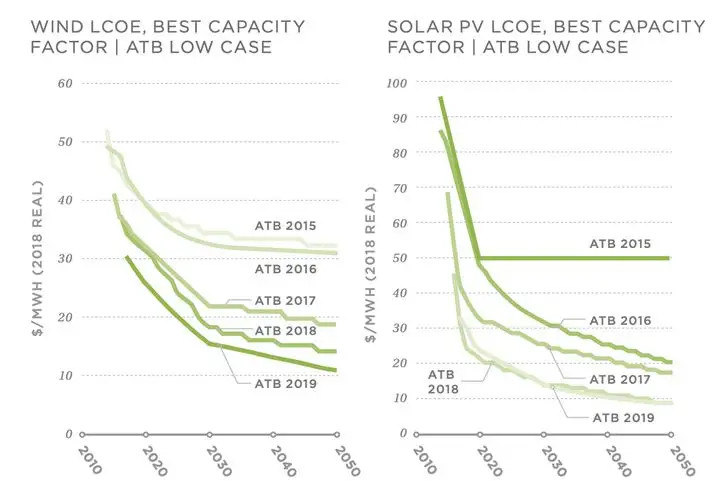 WIND LCOE, BEST CAPACITY
FACTOR | ATB LOW CASE
60
50
40
30
20
10
0
$/MWH (2018 REAL)
ATB 2015
ATB 2016
ATB 2017
ATB 2018
ATB 2019
2010
2020
2030
2040
2050
SOLAR PV LCOE, BEST CAPACITY
FACTOR | ATB LOW CASE
100
90
80
70
60
50
40
30
20
10
0
$/MWH (2018 REAL)
ATB 2015
ATB 2016
ATB 2017
ATB
2018
ATB 2019
2010
2020
2030
2040
2050